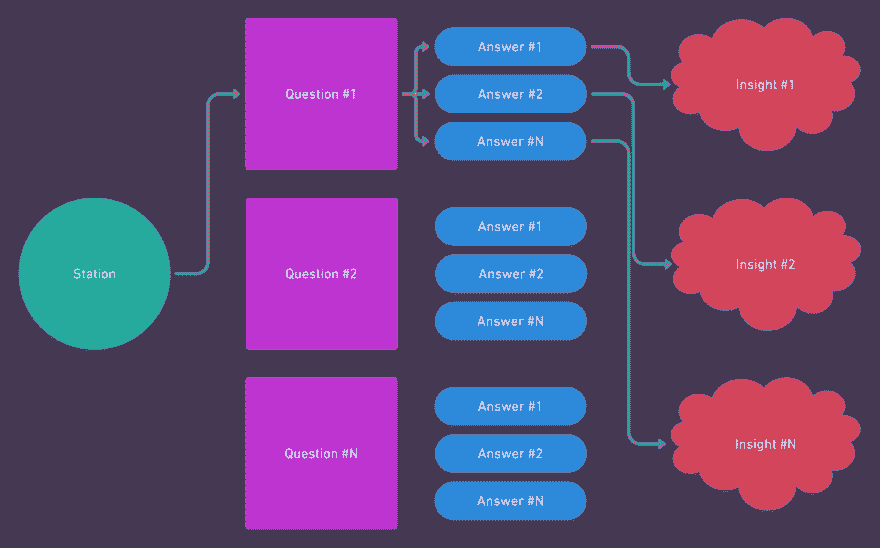 Station
Question #1
Answer #1
Answer #2
Answer #N
Insight #1
Question #2
Answer #1
Answer #2
Answer #N
Insight #2
Question #N
Answer #1
Answer #2
Answer #N
Insight #N